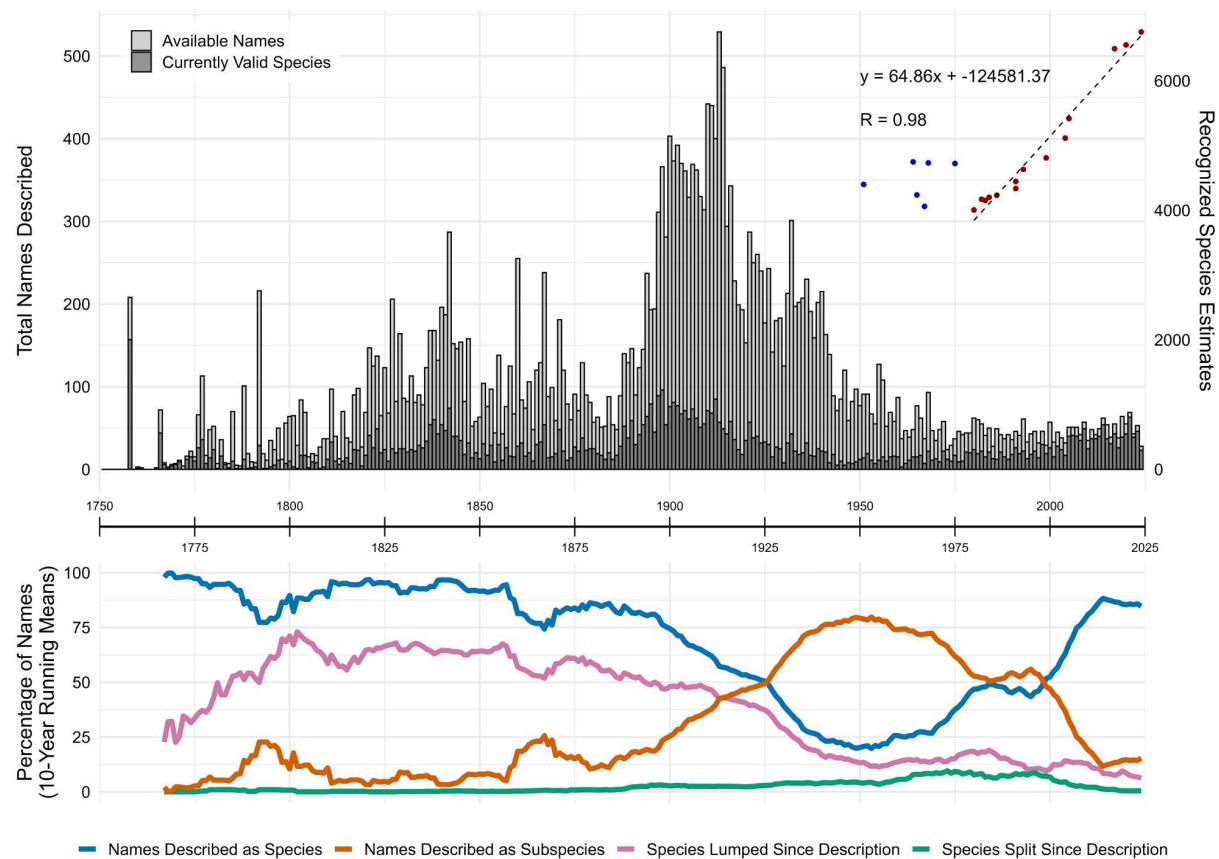 Available Names
Currently Valid Species
y = 64.86x + -124581.37
R = 0.98
Total Names Described
500
400
300
200
100
0
Recognized Species Estimates
6000
4000
2000
0
1750 1800 1850 1900 1950 2000
1775 1825 1875 1925 1975 2025
Percentage of Names
(10-Year Running Means)
100
75
50
25
0
Names Described as Species Names Described as Subspecies Species Lumped Since Description Species Split Since Description